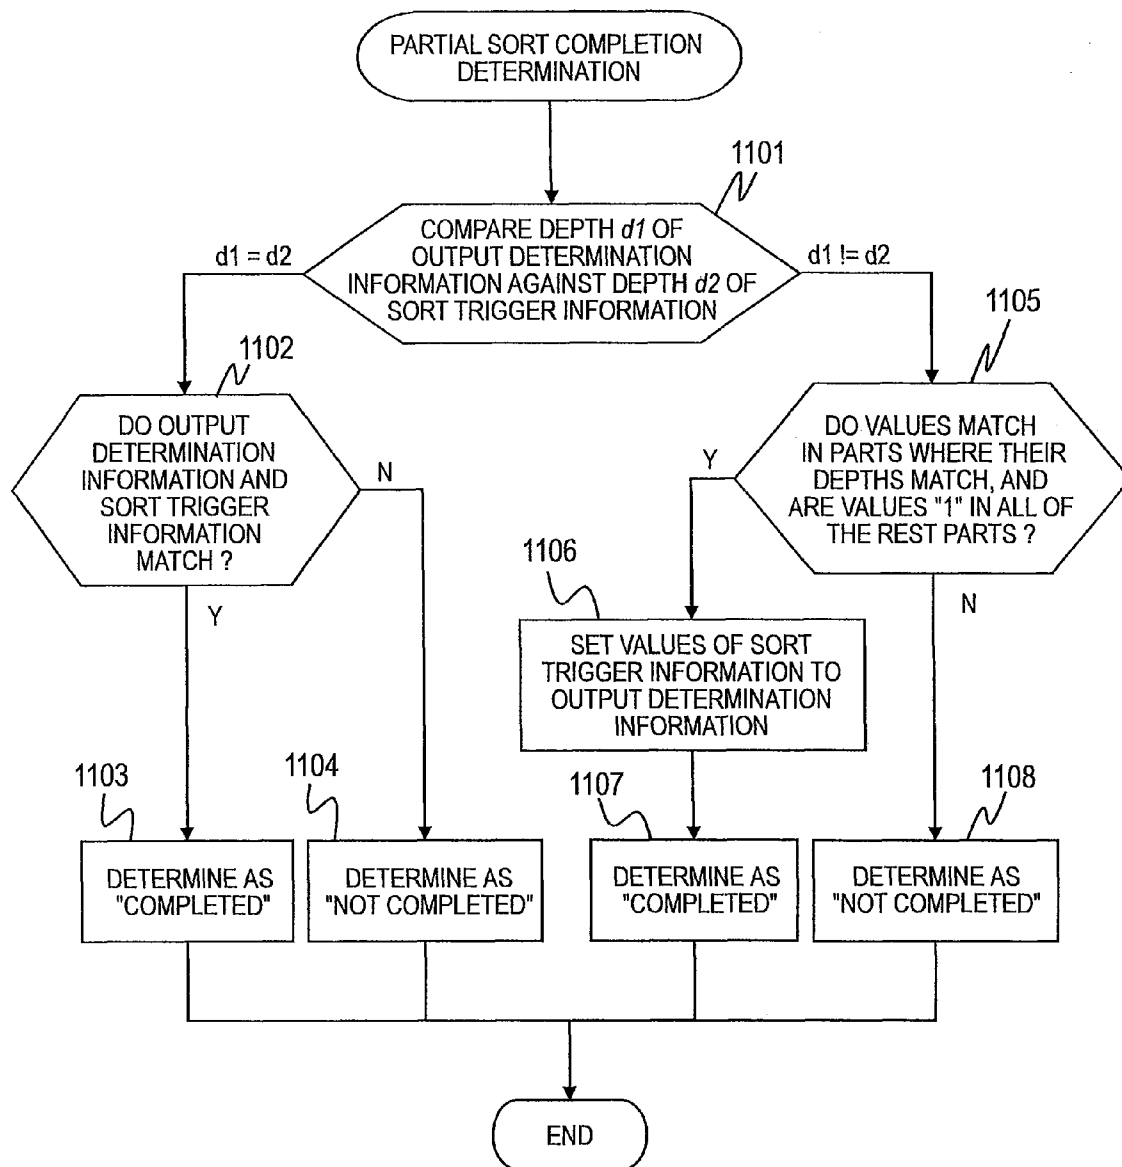 PARTIAL SORT COMPLETION
DETERMINATION
1101
COMPARE DEPTH d1 OF
OUTPUT DETERMINATION
INFORMATION AGAINST DEPTH d2 OF
SORT TRIGGER INFORMATION
d1 = d2
d1 != d2
1102
DO OUTPUT
DETERMINATION
INFORMATION AND
SORT TRIGGER
INFORMATION
MATCH ?
N
Y
1105
DO VALUES MATCH
IN PARTS WHERE THEIR
DEPTHS MATCH, AND
ARE VALUES "1" IN ALL OF
THE REST PARTS ?
Y
N
1106
SET VALUES OF SORT
TRIGGER INFORMATION TO
OUTPUT DETERMINATION
INFORMATION
1103
DETERMINE AS
"COMPLETED"
1104
DETERMINE AS
"NOT COMPLETED"
1107
DETERMINE AS
"COMPLETED"
1108
DETERMINE AS
"NOT COMPLETED"
END